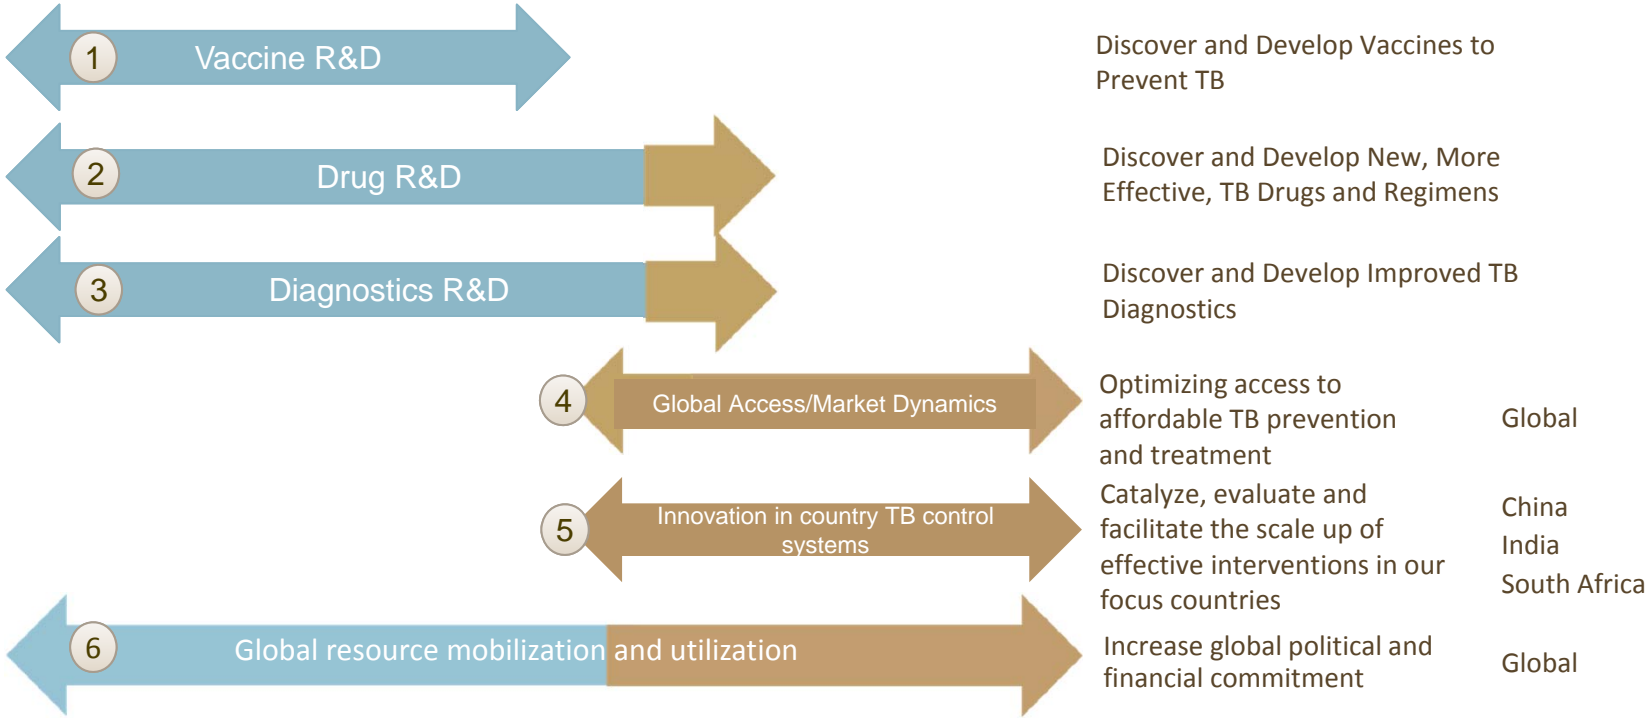 1
Vaccine R&D
Discover and Develop Vaccines to
Prevent TB
2
Drug R&D
Discover and Develop New, More
Effective, TB Drugs and Regimens
3
Diagnostics R&D
Discover and Develop Improved TB
Diagnostics
4
Global Access/Market Dynamics
Optimizing access to
affordable TB prevention
and treatment
Global
5
Innovation in country TB control
systems
Catalyze, evaluate and
facilitate the scale up of
effective interventions in our
focus countries
China
India
South Africa
6
Global resource mobilization and utilization
Increase global political and
financial commitment
Global